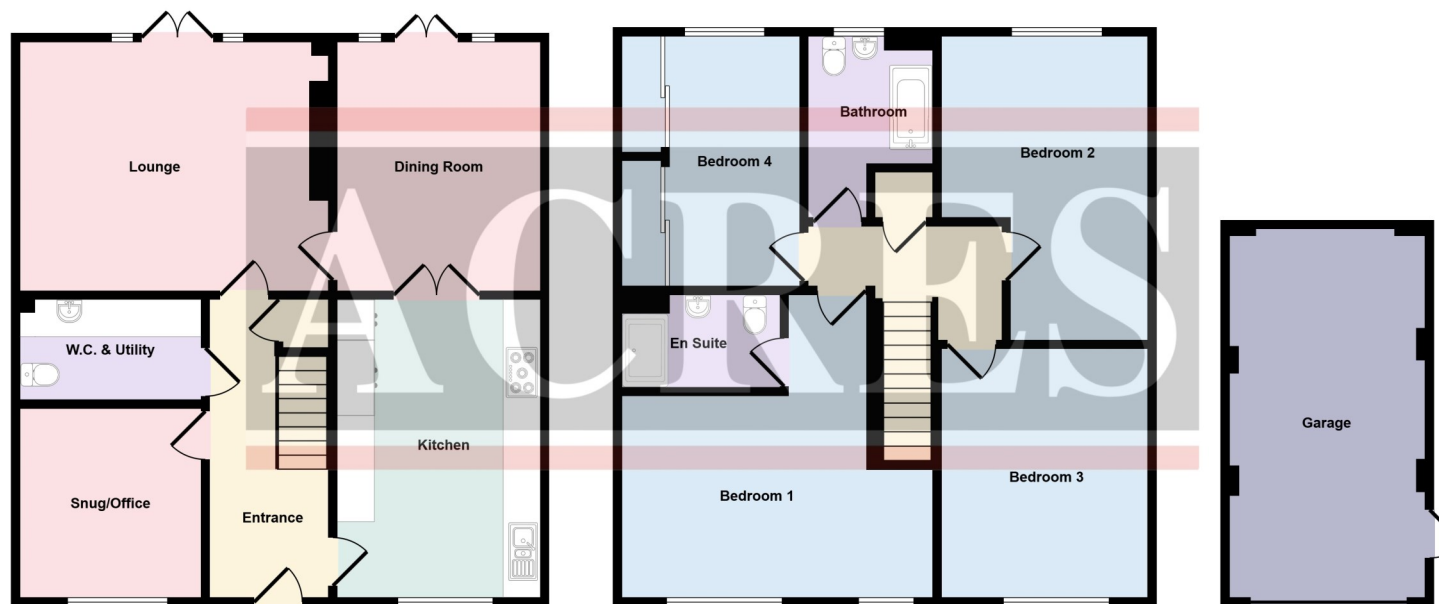 Lounge
Dining Room
W.C. & Utility
Snug/Office
Entrance
Kitchen
Bedroom 4
Bathroom
Bedroom 2
En Suite
Bedroom 1
Bedroom 3
Garage
ACRES